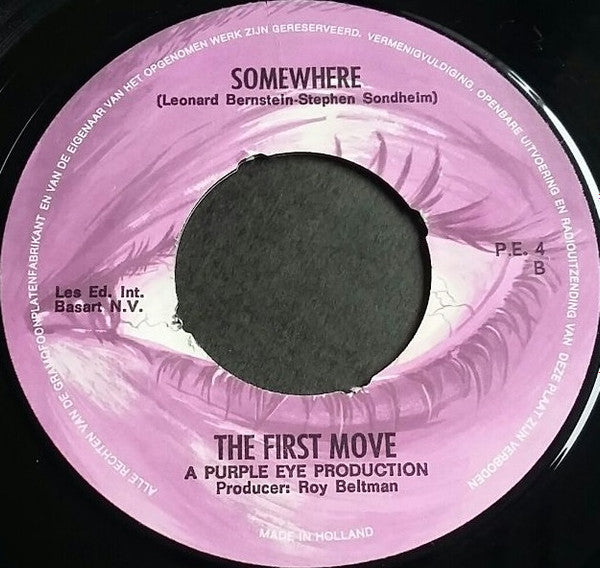 ALLE RECHTEN VAN DE GRAMOFOONPLATENFABRIKANT EN VAN DE EIGENAAR VAN HET OPGENOMEN WERK ZIJN GERESERVEERD. VERMENIGVULDIGING, OPENBARE UITVOERING EN RADIOUITZENDING VAN DEZE PLAAT ZIJN VERBODEN
SOMEWHERE
(Leonard Bernstein-Stephen Sondheim)
P.E. 4
B
Les Ed. Int.
Basart N.V.
THE FIRST MOVE
A PURPLE EYE PRODUCTION
Producer: Roy Beltman
MADE IN HOLLAND